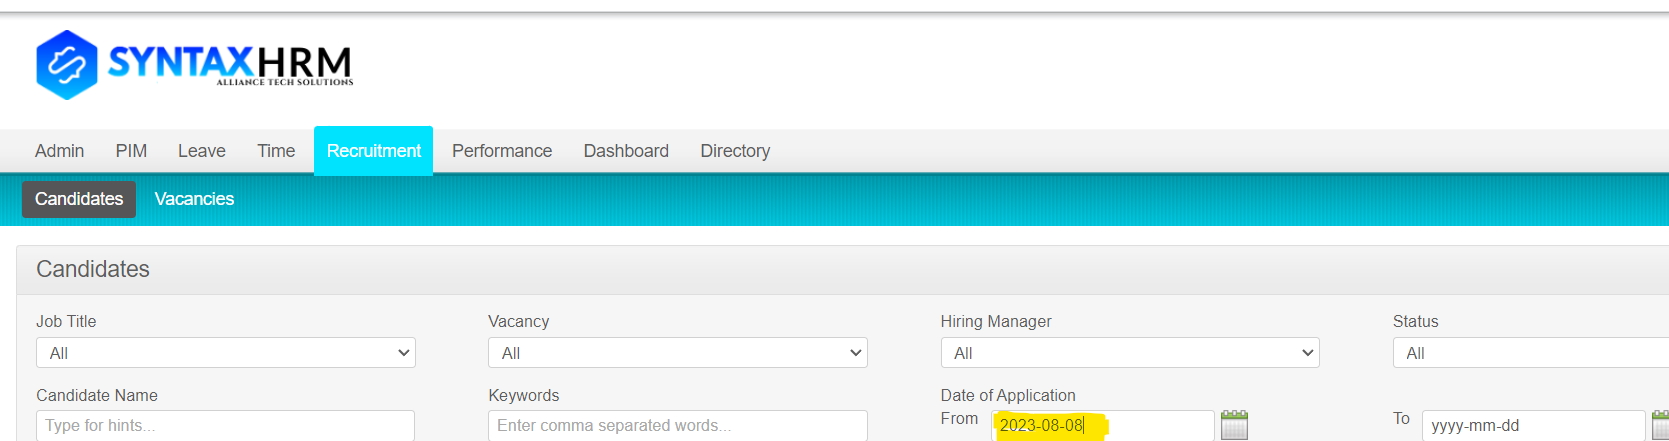 SYNTAXHRM
ALLIANCE TECH SOLUTIONS
Admin PIM Leave Time Recruitment Performance Dashboard Directory
Candidates Vacancies
Candidates
Job Title Vacancy Hiring Manager Status
All All All All
Candidate Name Keywords Date of Application
Type for hints... Enter comma separated words... From 2023-08-08 To yyyy-mm-dd